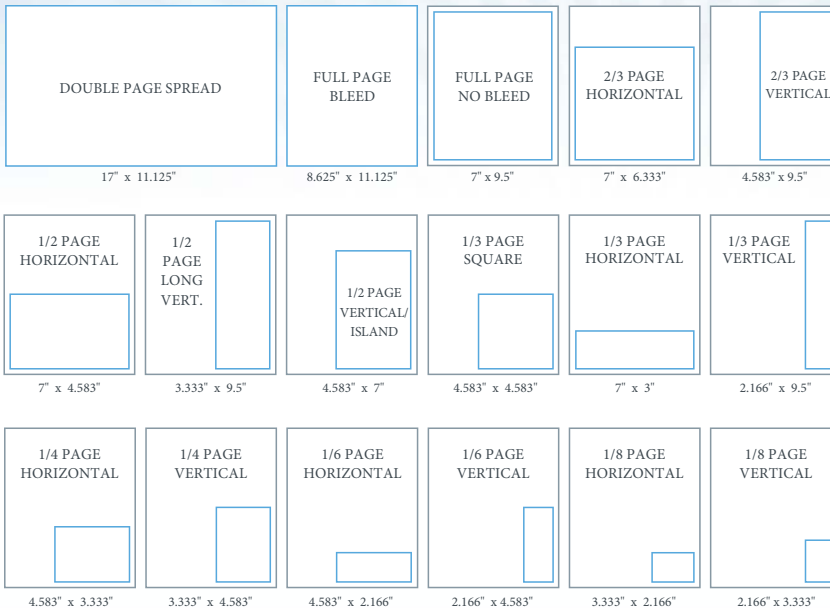 DOUBLE PAGE SPREAD
17" x 11.125"
FULL PAGE
BLEED
8.625" x 11.125"
FULL PAGE
NO BLEED
7" x 9.5"
2/3 PAGE
HORIZONTAL
7" x 6.333"
2/3 PAGE
VERTICAL
4.583" x 9.5"
1/2 PAGE
HORIZONTAL
7" x 4.583"
1/2
PAGE
LONG
VERT.
3.333" x 9.5"
1/2 PAGE
VERTICAL/
ISLAND
4.583" x 7"
1/3 PAGE
SQUARE
4.583" x 4.583"
1/3 PAGE
HORIZONTAL
7" x 3"
1/3 PAGE
VERTICAL
2.166" x 9.5"
1/4 PAGE
HORIZONTAL
4.583" x 3.333"
1/4 PAGE
VERTICAL
3.333" x 4.583"
1/6 PAGE
HORIZONTAL
4.583" x 2.166"
1/6 PAGE
VERTICAL
2.166" x 4.583"
1/8 PAGE
HORIZONTAL
3.333" x 2.166"
1/8 PAGE
VERTICAL
2.166" x 3.333"